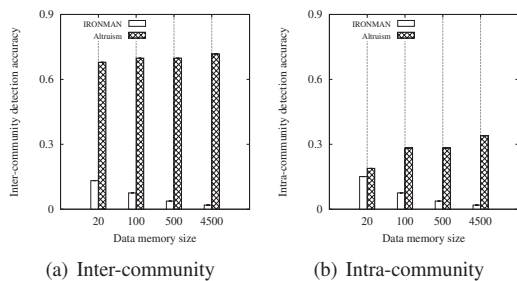 Inter-community detection accuracy
0.9
0.6
0.3
0
IRONMAN
Altruism
20 100 500 4500
Data memory size
(a) Inter-community
Intra-community detection accuracy
0.9
0.6
0.3
0
IRONMAN
Altruism
20 100 500 4500
Data memory size
(b) Intra-community